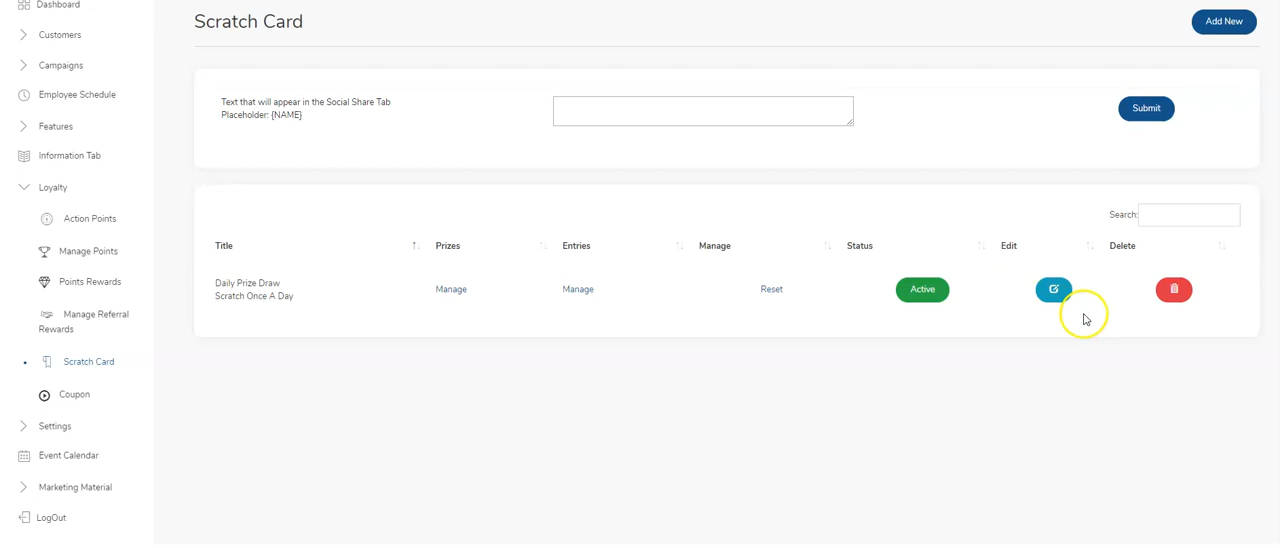 Dashboard
Customers
Campaigns
Employee Schedule
Features
Information Tab
Loyalty
Action Points
Manage Points
Points Rewards
Manage Referral
Rewards
Scratch Card
Coupon
Settings
Event Calendar
Marketing Material
LogOut
Scratch Card
Add New
Text that will appear in the Social Share Tab
Placeholder: {NAME}
Submit
Search:
Title Prizes Entries Manage Status Edit Delete
Daily Prize Draw
Scratch Once A Day
Manage Manage Reset Active